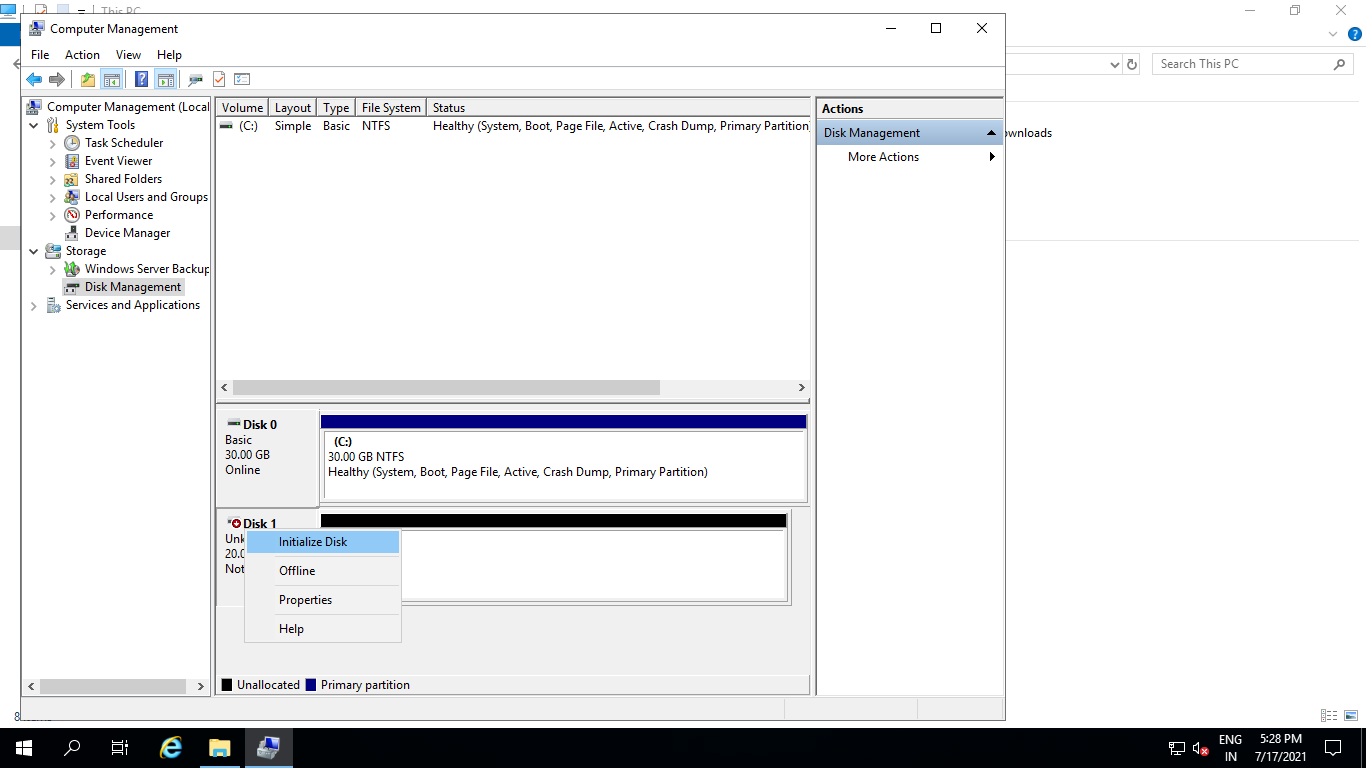 This PC
Computer Management
File Action View Help
Search This PC
Computer Management (Local
System Tools
Task Scheduler
Event Viewer
Shared Folders
Local Users and Groups
Performance
Device Manager
Storage
Windows Server Backup
Disk Management
Services and Applications
Volume Layout Type File System Status
(C:) Simple Basic NTFS Healthy (System, Boot, Page File, Active, Crash Dump, Primary Partition)
Actions
Disk Management
More Actions
ownloads
Disk 0
Basic
30.00 GB
Online
(C:)
30.00 GB NTFS
Healthy (System, Boot, Page File, Active, Crash Dump, Primary Partition)
Disk 1
Unk
20.0
Not
Initialize Disk
Offline
Properties
Help
Unallocated Primary partition
8
ENG
IN
5:28 PM
7/17/2021